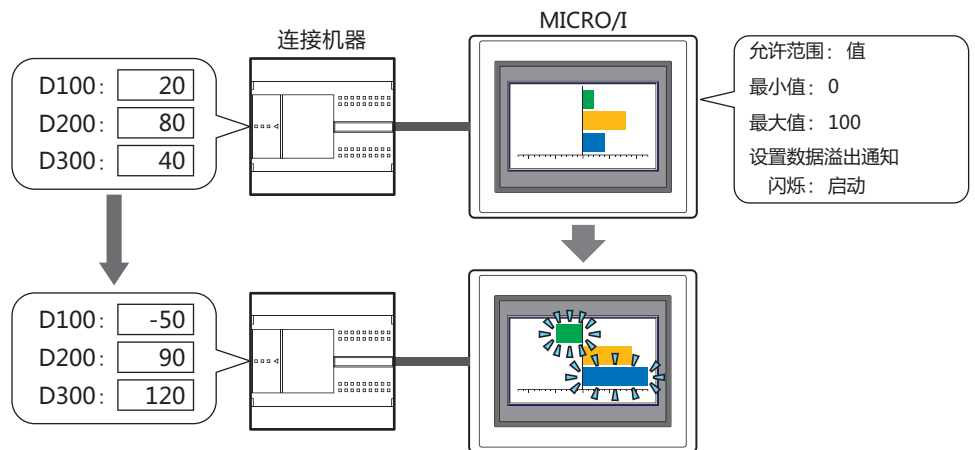 连接机器
MICRO/I
D100: 20
D200: 80
D300: 40
允许范围: 值
最小值: 0
最大值: 100
设置数据溢出通知
闪烁: 启动
D100: -50
D200: 90
D300: 120